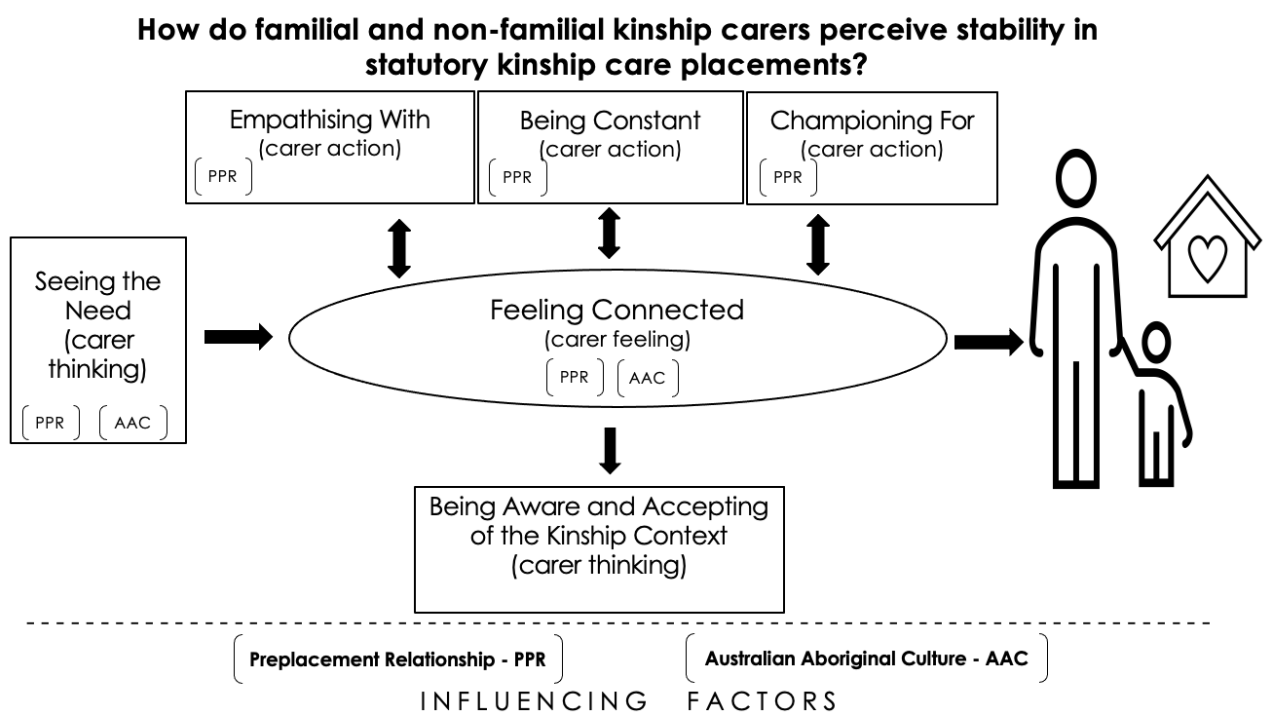 How do familial and non-familial kinship carers perceive stability in
statutory kinship care placements?
Empathising With
(carer action)
PPR
Being Constant
(carer action)
PPR
Championing For
(carer action)
PPR
Seeing the
Need
(carer
thinking)
PPR
AAC
Feeling Connected
(carer feeling)
PPR
AAC
Being Aware and Accepting
of the Kinship Context
(carer thinking)
Preplacement Relationship - PPR
Australian Aboriginal Culture - AAC
INFLUENCING FACTORS